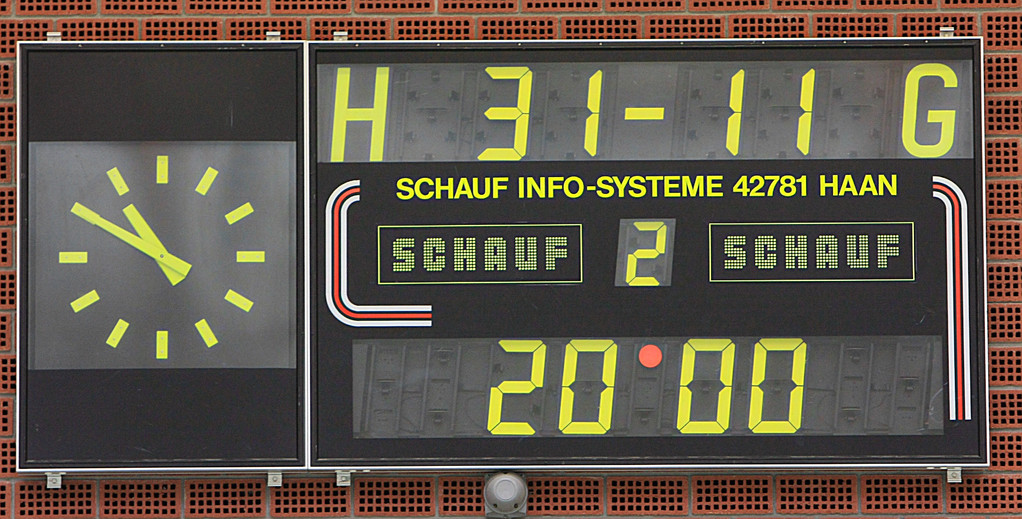 H 31-11 G
SCHAUF INFO-SYSTEME 42781 HAAN
SCHAUF 2 SCHAUF
20:00